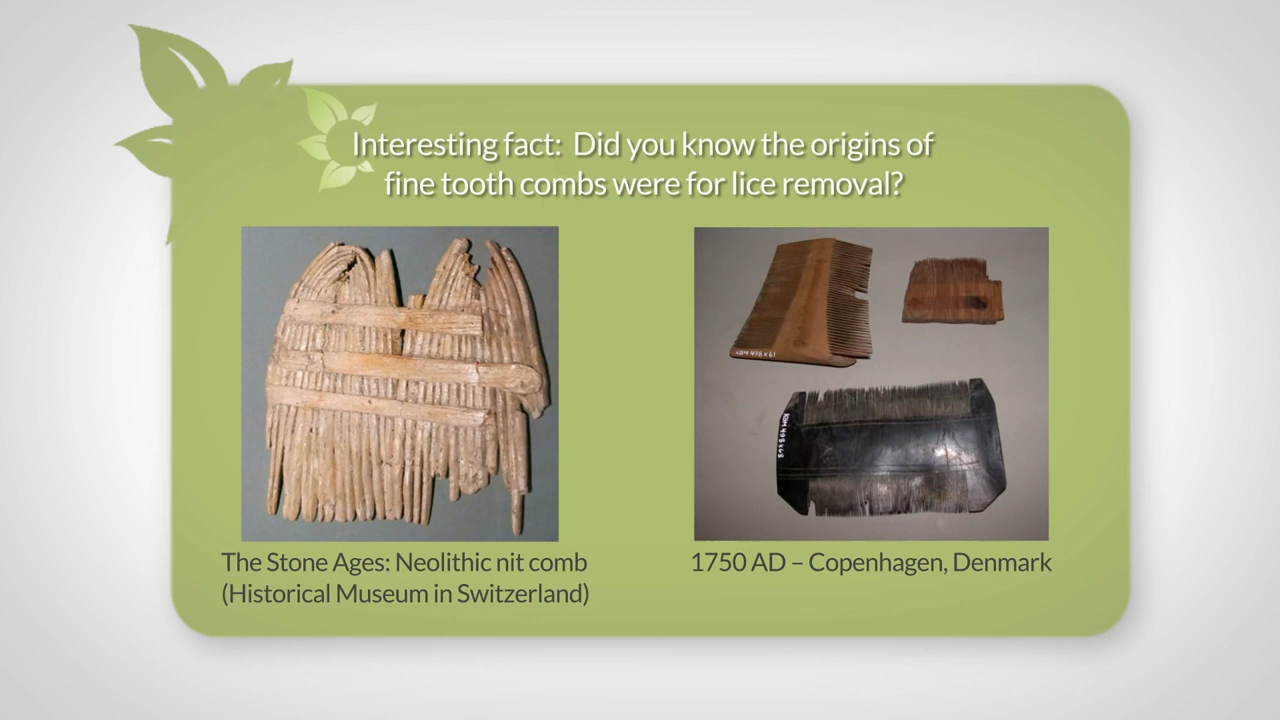 Interesting fact:  Did you know the origins of
fine tooth combs were for lice removal?
The Stone Ages: Neolithic nit comb
(Historical Museum in Switzerland)
1750 AD – Copenhagen, Denmark